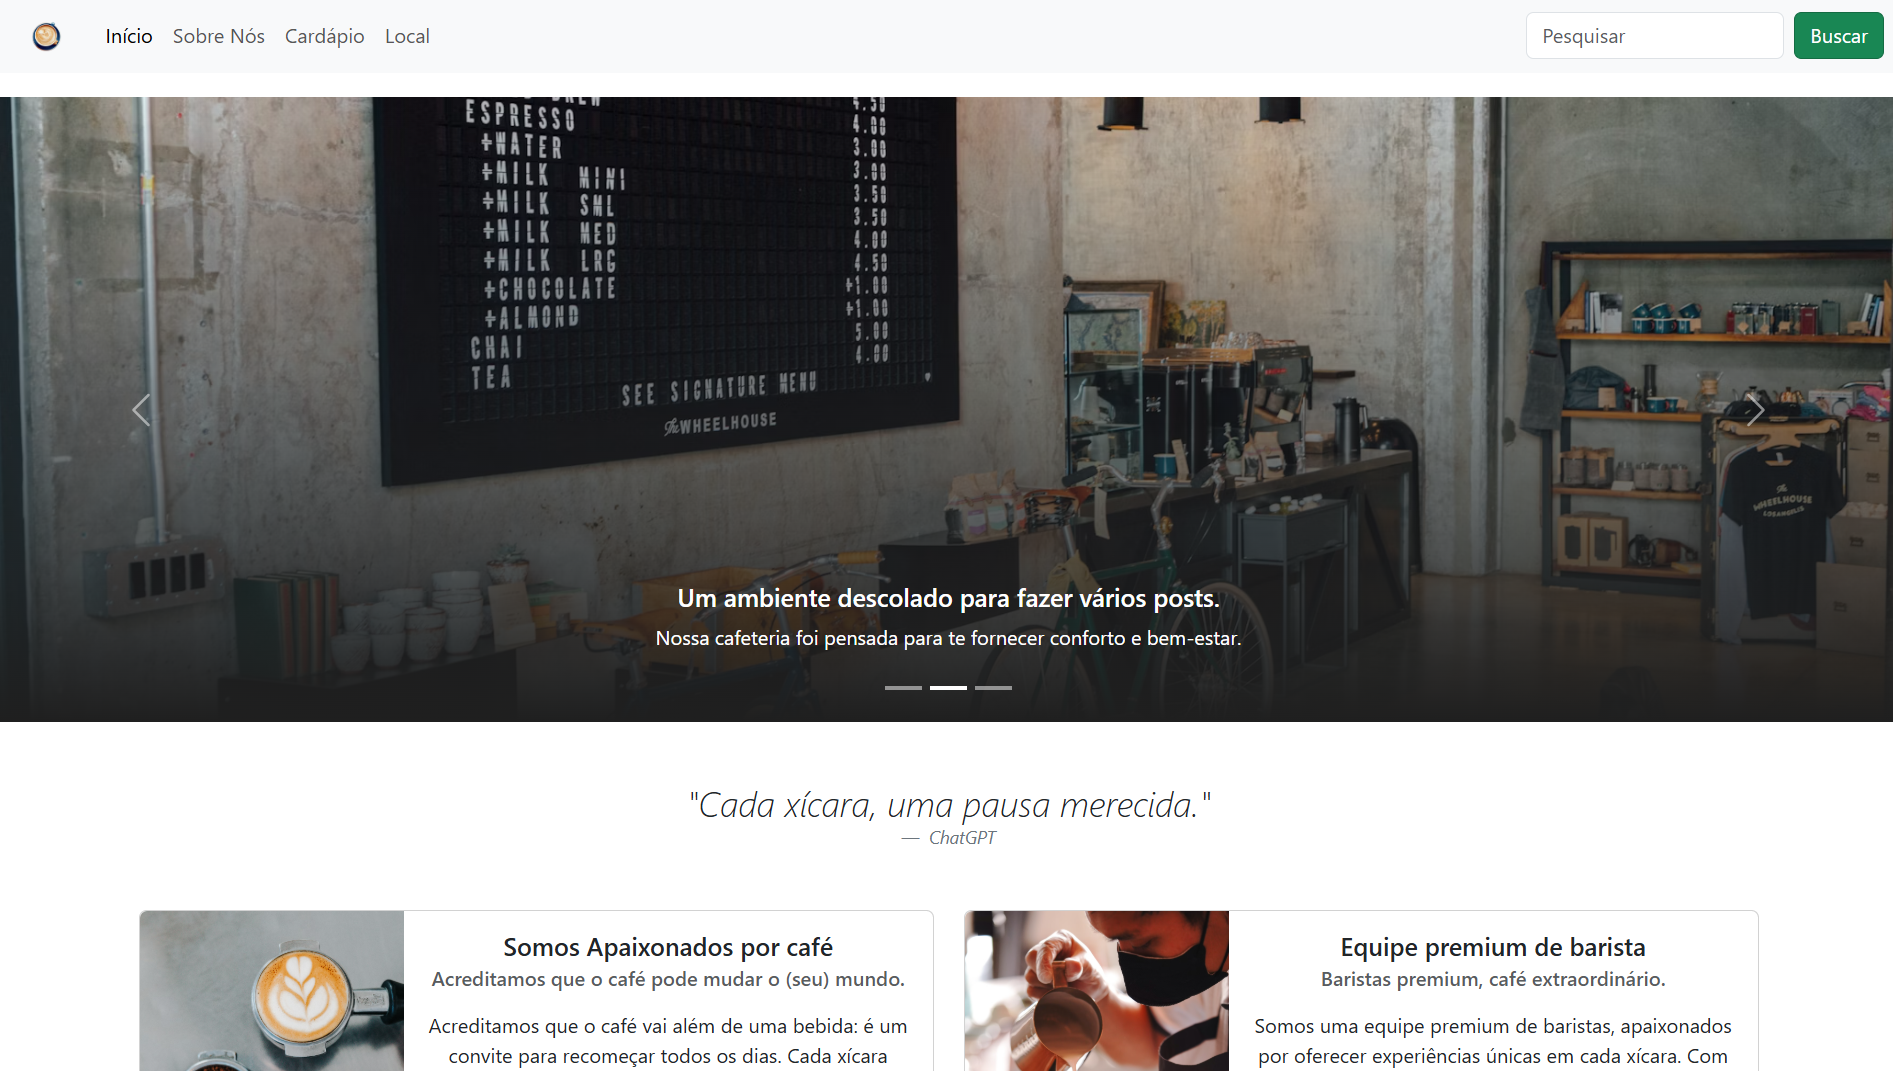 Início Sobre Nós Cardápio Local Pesquisar Buscar
4.50
ESPRESSO 4.00
+WATER 3.00
+MILK MINI 3.50
+MILK SML 3.50
+MILK MED 4.00
+MILK LRG 4.50
+CHOCOLATE +1.00
+ALMOND +1.00
CHAI 5.00
TEA 4.00
SEE SIGNATURE MENU
The WHEELHOUSE
The
WHEELHOUSE
LOS ANGELES
Um ambiente descolado para fazer vários posts.
Nossa cafeteria foi pensada para te fornecer conforto e bem-estar.
"Cada xícara, uma pausa merecida."
— ChatGPT
Somos Apaixonados por café
Acreditamos que o café pode mudar o (seu) mundo.
Acreditamos que o café vai além de uma bebida: é um
convite para recomeçar todos os dias. Cada xícara
Equipe premium de barista
Baristas premium, café extraordinário.
Somos uma equipe premium de baristas, apaixonados
por oferecer experiências únicas em cada xícara. Com